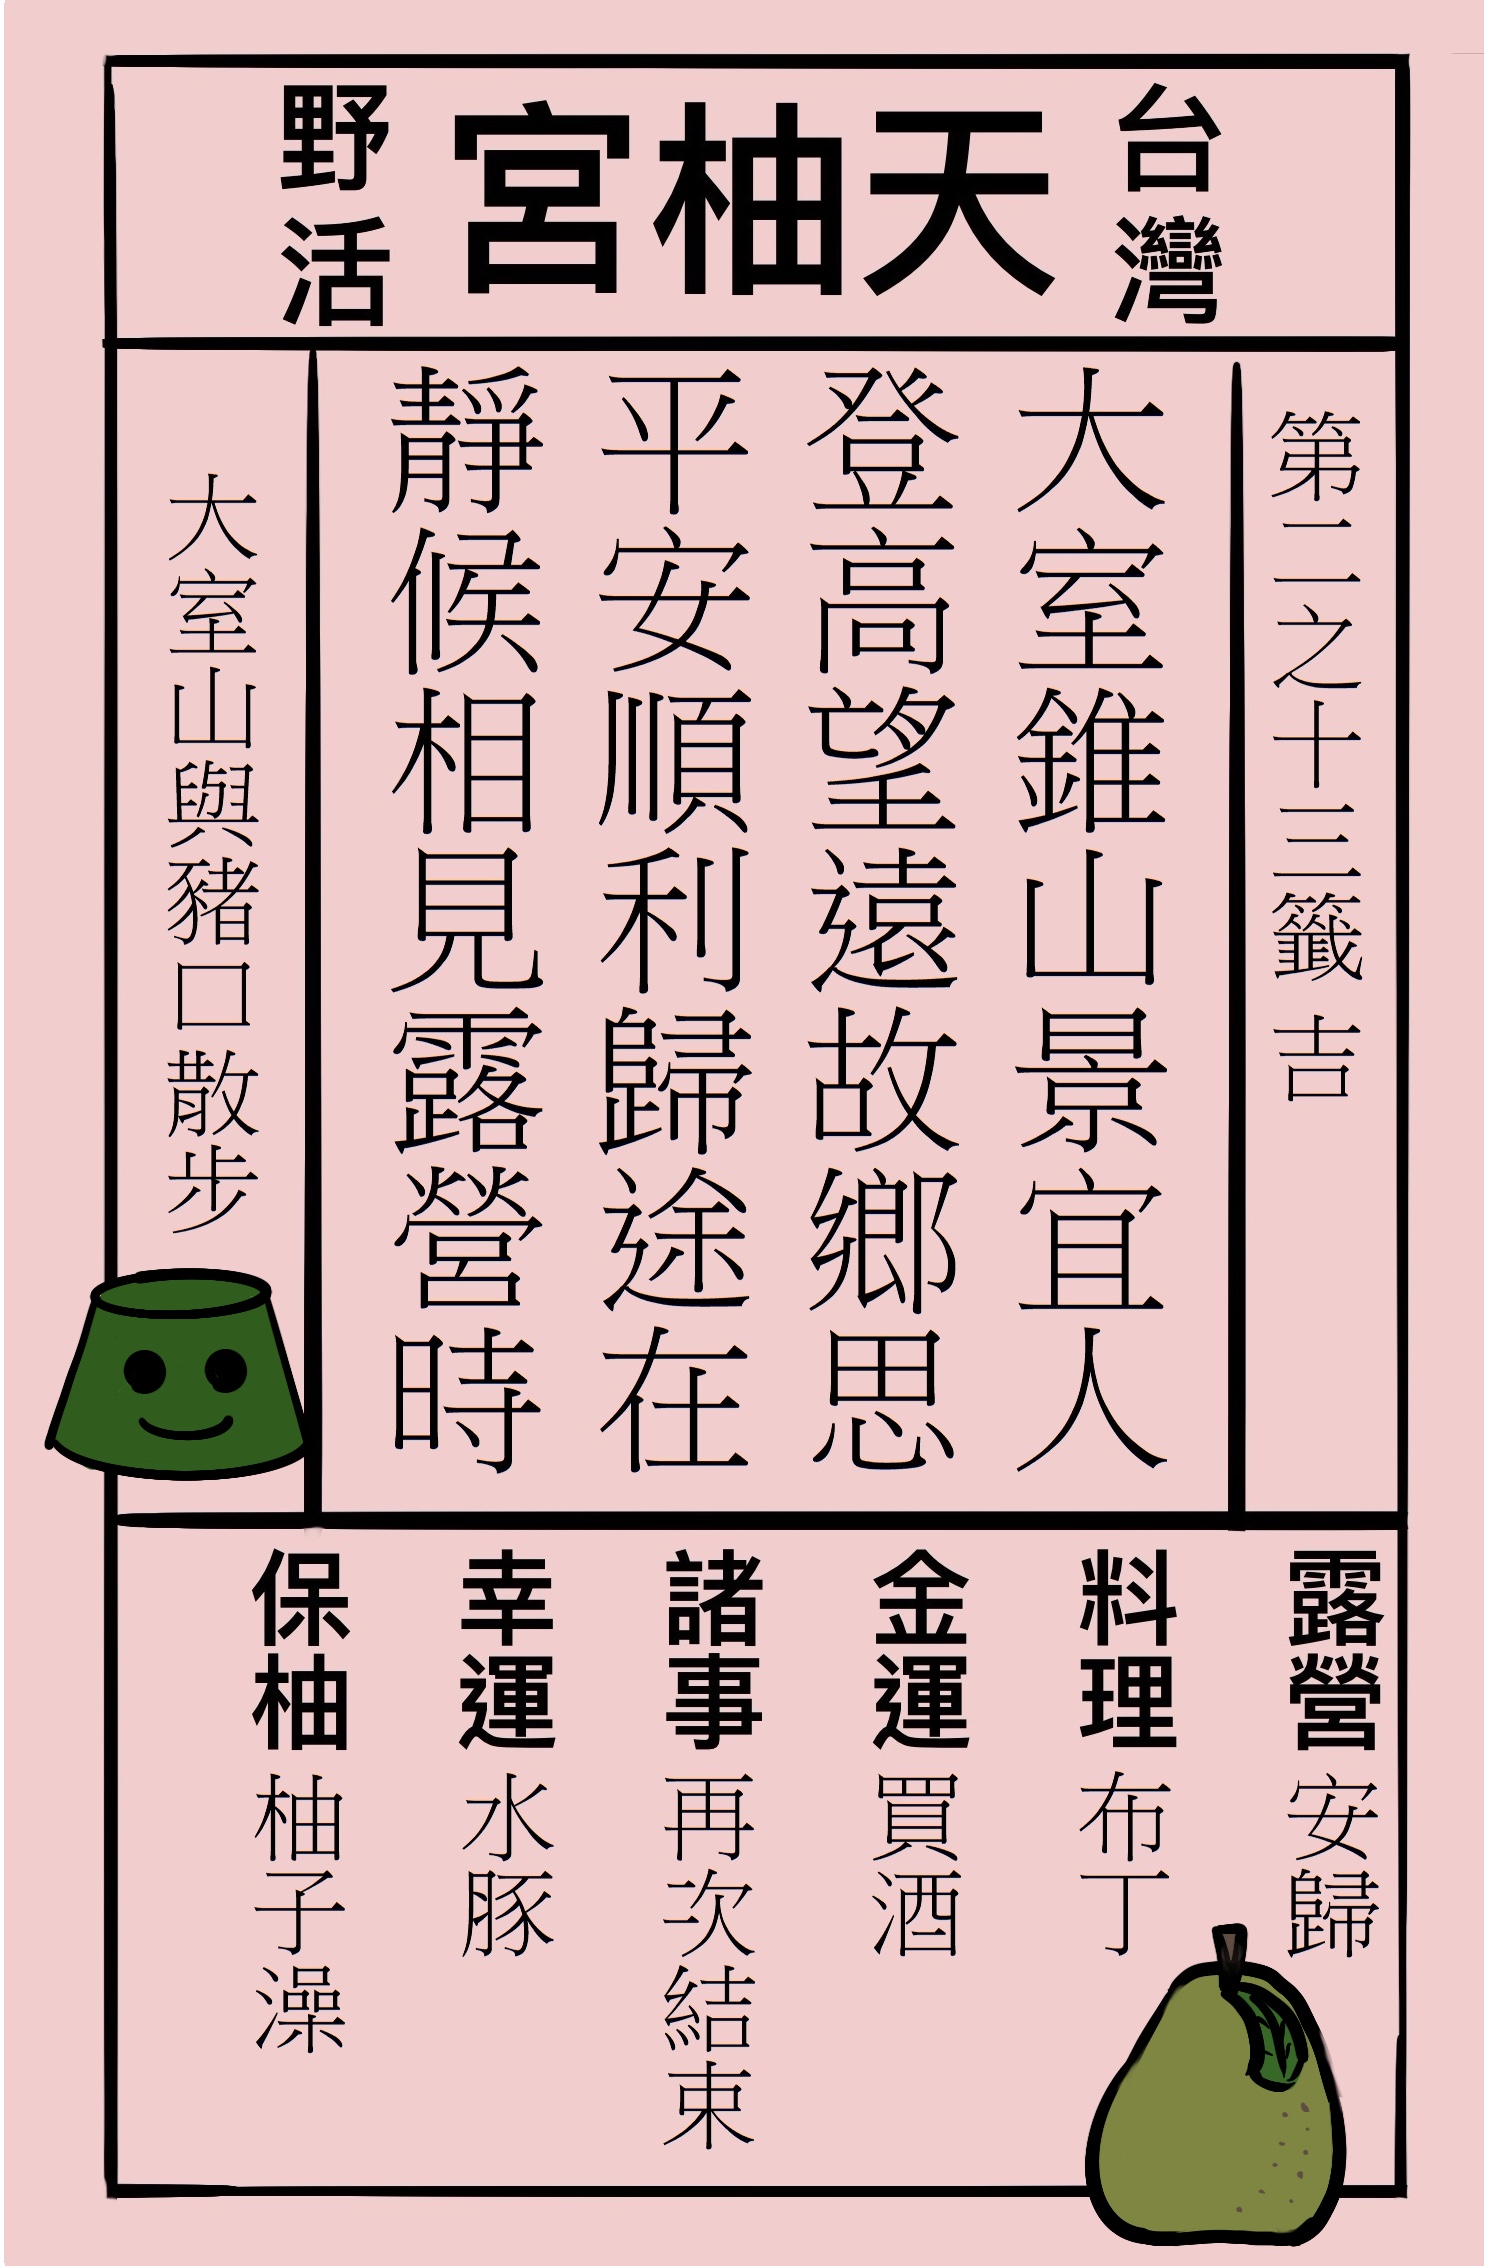 台灣
天柚宮
野活
第二之十三籤 吉
大室錐山景宜人
登高望遠故鄉思
平安順利歸途在
靜候相見露營時
大室山與豬口散步
露營 安歸
料理 布丁
金運 買酒
諸事 再次結束
幸運 水豚
保柚 柚子澡